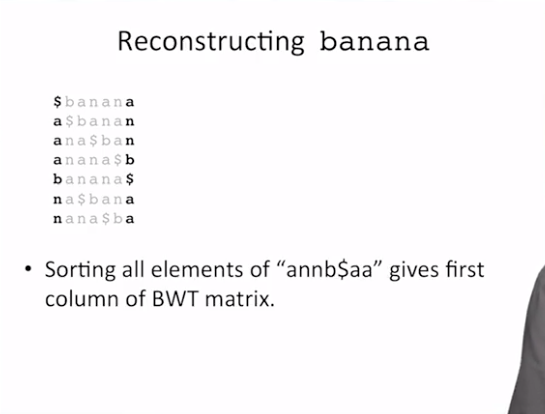 Reconstructing banana
$banana
a$banan
ana$ban
anana$b
banana$
na$bana
nana$ba
• Sorting all elements of “annb$aa” gives first
column of BWT matrix.